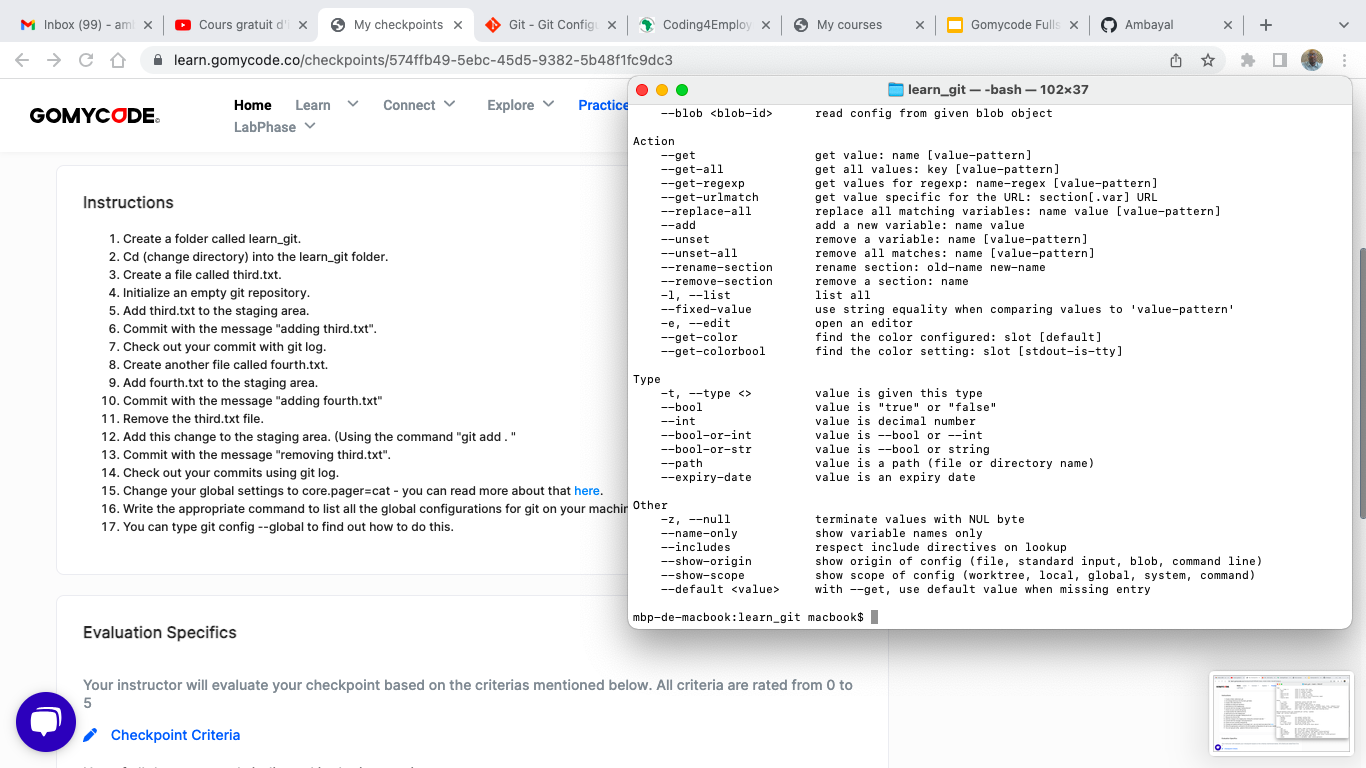 Inbox (99) - aml
Cours gratuit d'I
My checkpoints
Git - Git Configu
Coding4Employ
My courses
Gomycode Fulls
Ambayal
learn.gomycode.co/checkpoints/574ffb49-5ebc-45d5-9382-5b48f1fc9dc3
GOMYCODE
Home Learn Connect Explore Practice
LabPhase
Instructions
1. Create a folder called learn_git.
2. Cd (change directory) into the learn_git folder.
3. Create a file called third.txt.
4. Initialize an empty git repository.
5. Add third.txt to the staging area.
6. Commit with the message "adding third.txt".
7. Check out your commit with git log.
8. Create another file called fourth.txt.
9. Add fourth.txt to the staging area.
10. Commit with the message "adding fourth.txt"
11. Remove the third.txt file.
12. Add this change to the staging area. (Using the command "git add . "
13. Commit with the message "removing third.txt".
14. Check out your commits using git log.
15. Change your global settings to core.pager=cat - you can read more about that here.
16. Write the appropriate command to list all the global configurations for git on your machin
17. You can type git config --global to find out how to do this.
Evaluation Specifics
Your instructor will evaluate your checkpoint based on the criterias mentioned below. All criteria are rated from 0 to
5
Checkpoint Criteria
learn_git — -bash — 102×37
--blob <blob-id> read config from given blob object
Action
--get get value: name [value-pattern]
--get-all get all values: key [value-pattern]
--get-regexp get values for regexp: name-regex [value-pattern]
--get-urlmatch get value specific for the URL: section[.var] URL
--replace-all replace all matching variables: name value [value-pattern]
--add add a new variable: name value
--unset remove a variable: name [value-pattern]
--unset-all remove all matches: name [value-pattern]
--rename-section rename section: old-name new-name
--remove-section remove a section: name
-l, --list list all
--fixed-value use string equality when comparing values to 'value-pattern'
-e, --edit open an editor
--get-color find the color configured: slot [default]
--get-colorbool find the color setting: slot [stdout-is-tty]
Type
-t, --type <> value is given this type
--bool value is "true" or "false"
--int value is decimal number
--bool-or-int value is --bool or --int
--bool-or-str value is --bool or string
--path value is a path (file or directory name)
--expiry-date value is an expiry date
Other
-z, --null terminate values with NUL byte
--name-only show variable names only
--includes respect include directives on lookup
--show-origin show origin of config (file, standard input, blob, command line)
--show-scope show scope of config (worktree, local, global, system, command)
--default <value> with --get, use default value when missing entry
mbp-de-macbook:learn_git macbook$